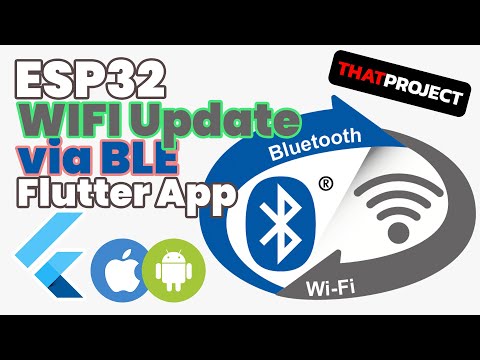 ESP32
WIFI Update
via BLE
Flutter App
THATPROJECT
Bluetooth
®
Wi-Fi